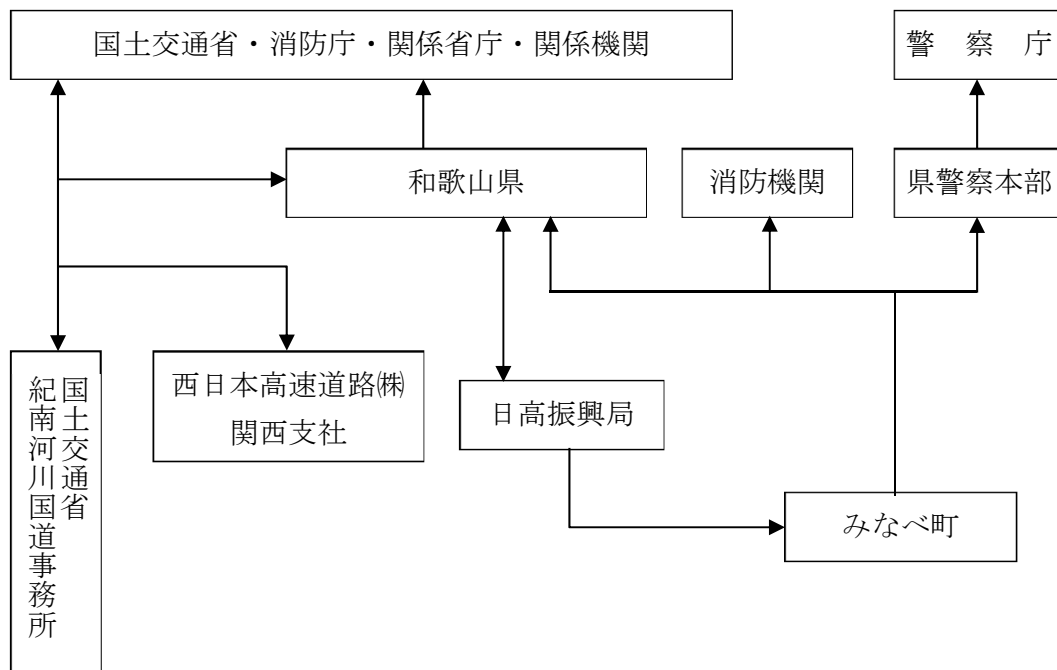 国土交通省・消防庁・関係省庁・関係機関
警　察　庁
和歌山県
消防機関
県警察本部
国土交通省
紀南河川国道事務所
西日本高速道路㈱
関西支社
日高振興局
みなべ町